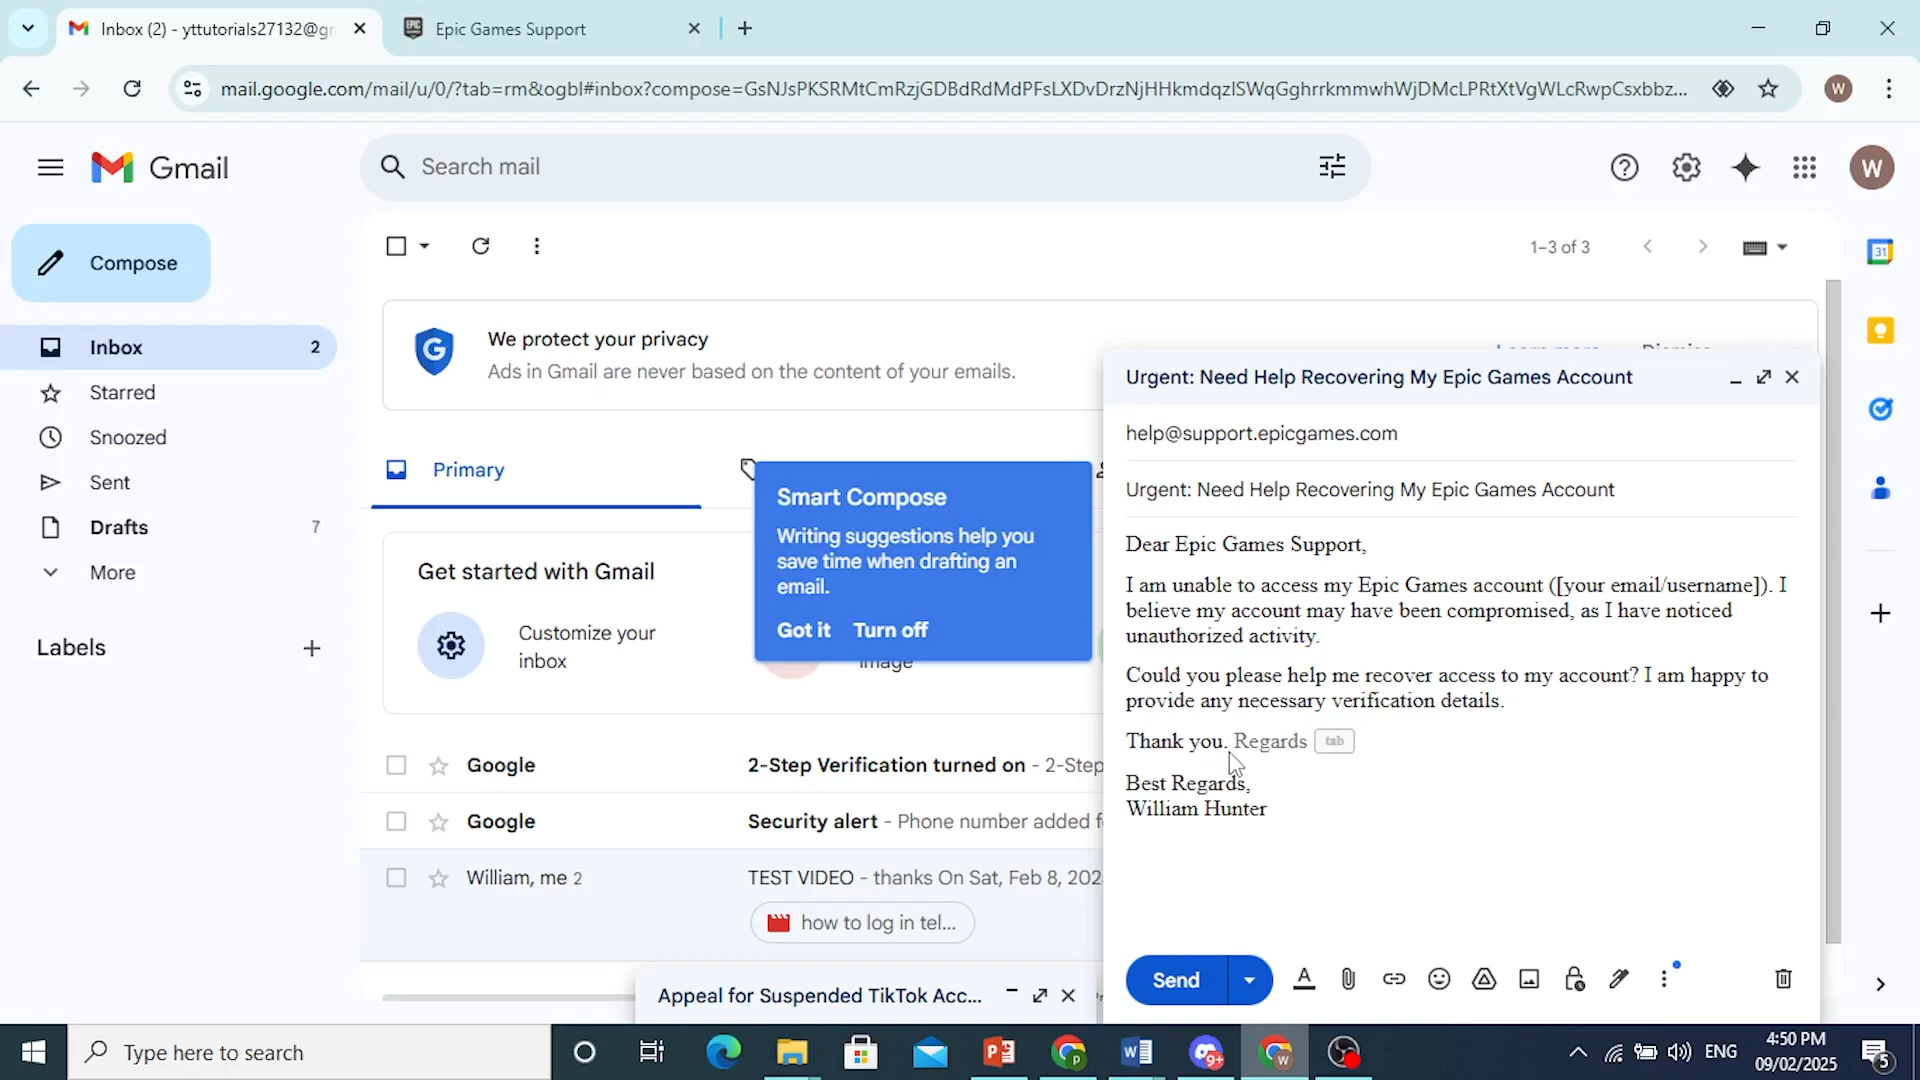 Inbox (2) - yttutorials27132@gr
Epic Games Support
mail.google.com/mail/u/0/?tab=rm&ogbl#inbox?compose=GsNJsPKSRMtCmRzjGDBdRdMdPFsLXDvDrzNjHHkmdqzlSWqGghrrkmmwhWjDMcLPRtXtVgWLcRwpCsxbbz...
W
Gmail
Search mail
W
Compose
1–3 of 3
31
We protect your privacy
Ads in Gmail are never based on the content of your emails.
Inbox 2
Starred
Snoozed
Sent
Drafts 7
More
Labels
Primary
Get started with Gmail
Customize your
inbox
image
Smart Compose
Writing suggestions help you
save time when drafting an
email.
Got it Turn off
Google 2-Step Verification turned on - 2-Step
Google Security alert - Phone number added f
William, me 2 TEST VIDEO - thanks On Sat, Feb 8, 202
how to log in tel...
Appeal for Suspended TikTok Acc...
Urgent: Need Help Recovering My Epic Games Account
help@support.epicgames.com
Urgent: Need Help Recovering My Epic Games Account
Dear Epic Games Support,
I am unable to access my Epic Games account ([your email/username]). I
believe my account may have been compromised, as I have noticed
unauthorized activity.
Could you please help me recover access to my account? I am happy to
provide any necessary verification details.
Thank you. Regards tab
Best Regards,
William Hunter
Send
Type here to search
ENG
4:50 PM
09/02/2025
5